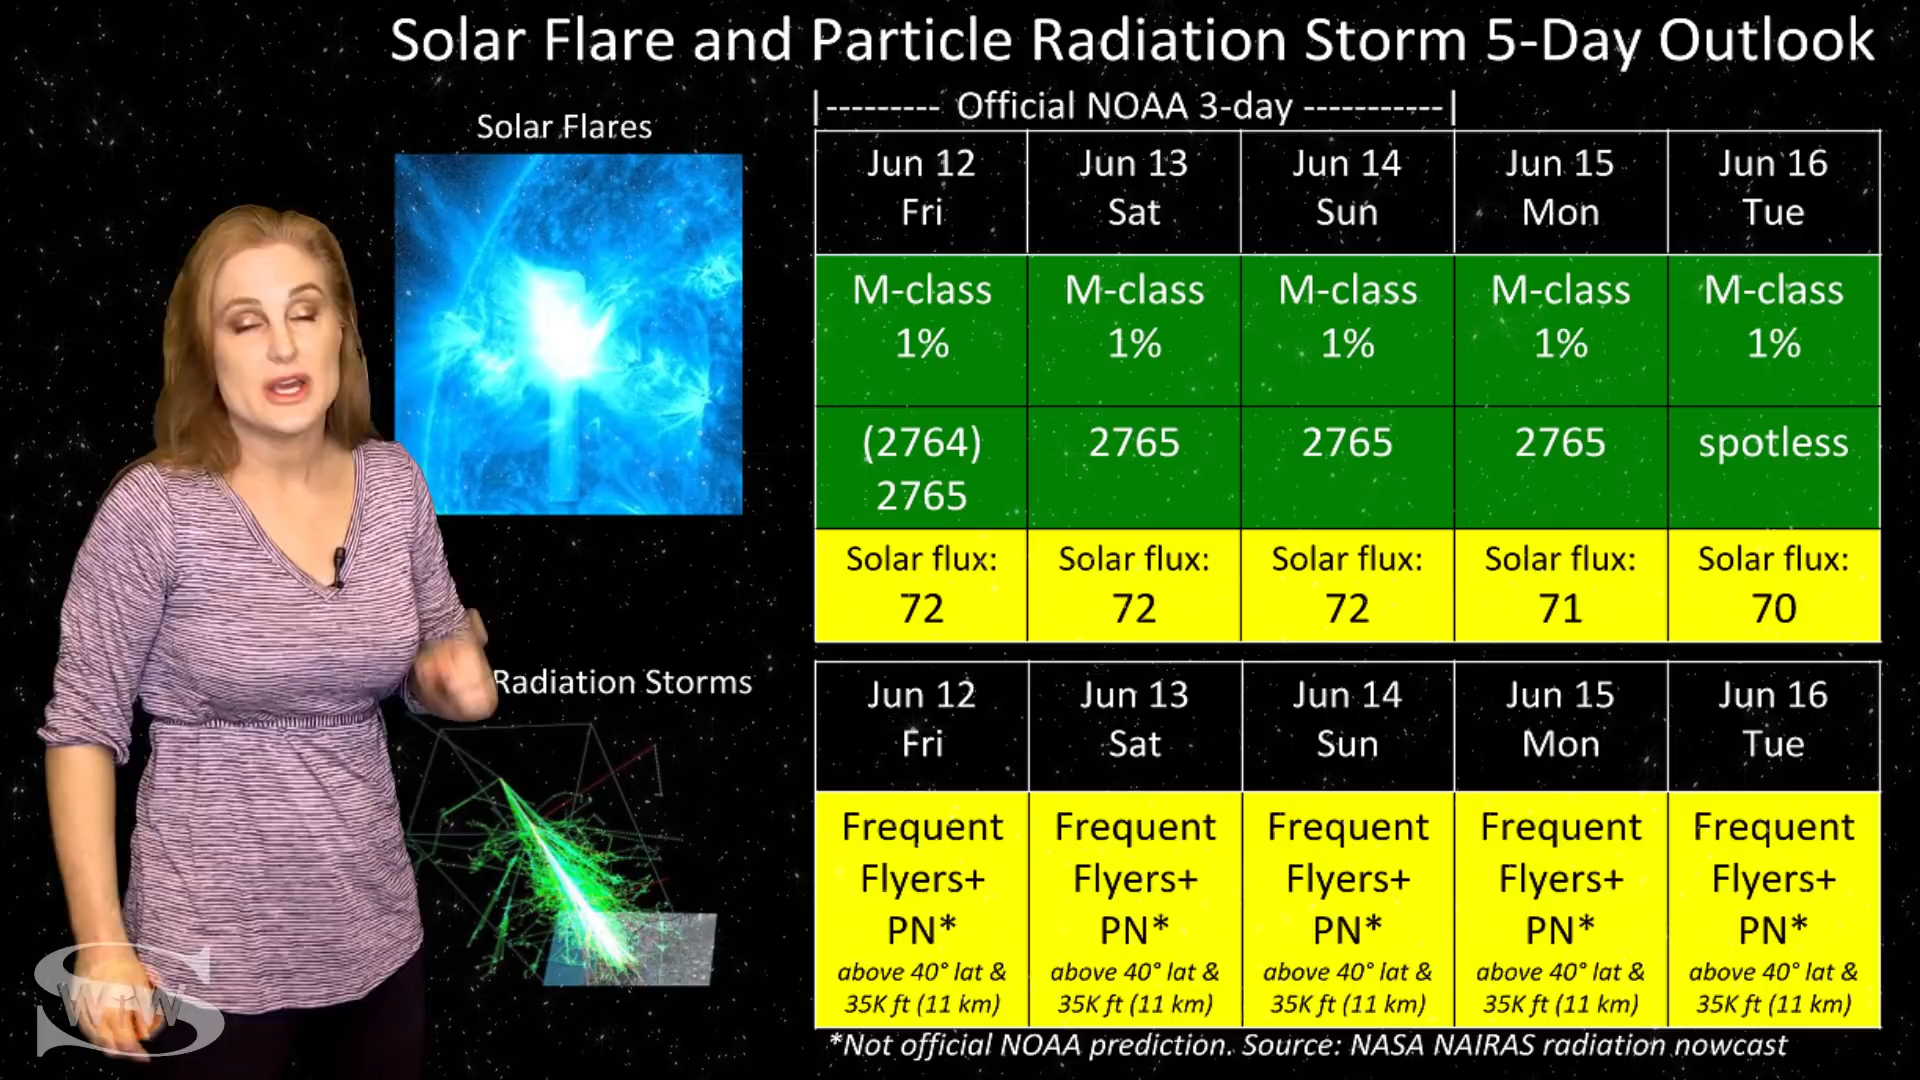 Solar Flare and Particle Radiation Storm 5-Day Outlook
|--------- Official NOAA 3-day -----------|
Solar Flares
Jun 12 Jun 13 Jun 14 Jun 15 Jun 16
Fri Sat Sun Mon Tue
M-class M-class M-class M-class M-class
1% 1% 1% 1% 1%
(2764) 2765 2765 2765 spotless
2765
Solar flux: Solar flux: Solar flux: Solar flux: Solar flux:
72 72 72 71 70
Radiation Storms
Jun 12 Jun 13 Jun 14 Jun 15 Jun 16
Fri Sat Sun Mon Tue
Frequent Frequent Frequent Frequent Frequent
Flyers+ Flyers+ Flyers+ Flyers+ Flyers+
PN* PN* PN* PN* PN*
above 40° lat & above 40° lat & above 40° lat & above 40° lat & above 40° lat &
35K ft (11 km) 35K ft (11 km) 35K ft (11 km) 35K ft (11 km) 35K ft (11 km)
*Not official NOAA prediction. Source: NASA NAIRAS radiation nowcast